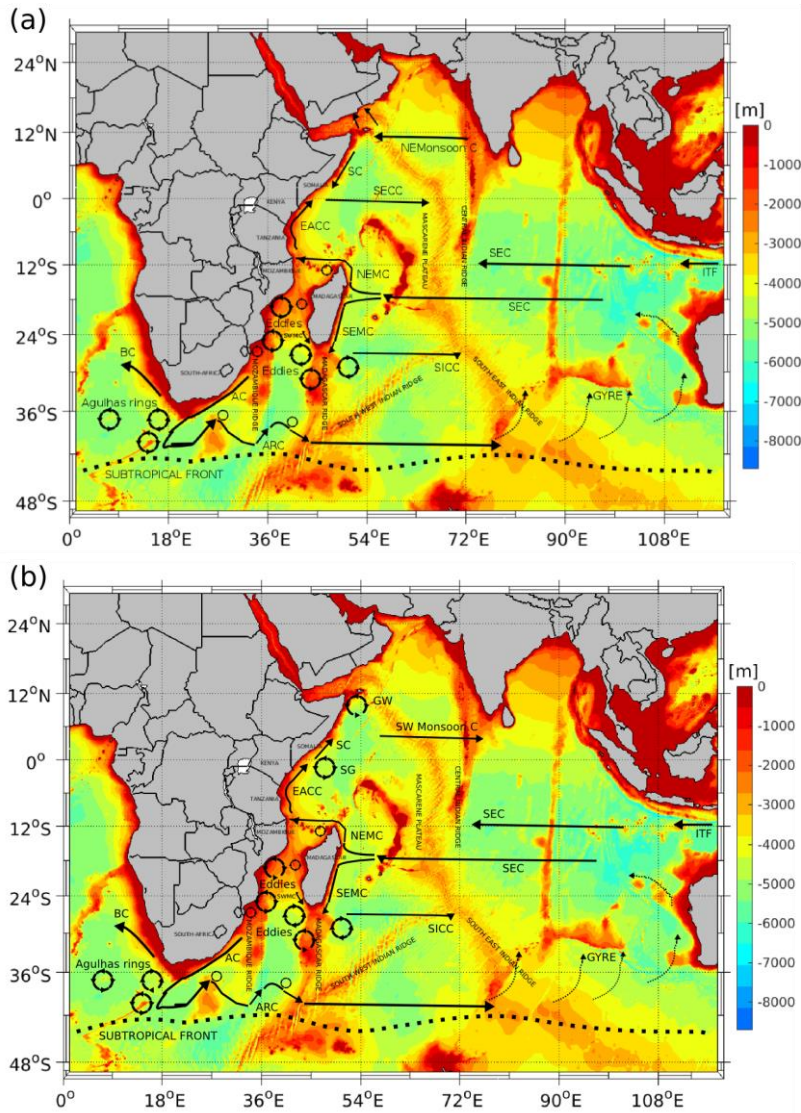 (a)
24°N
12°N
0°
12°S
24°S
36°S
48°S
0°
18°E
36°E
54°E
72°E
90°E
108°E
[m]
0
-1000
-2000
-3000
-4000
-5000
-6000
-7000
-8000
NEMonsoon C
SC
SOMALIA
SECC
KENYA
EACC
TANZANIA
MASCARENE PLATEAU
CENTRAL INDIAN RIDGE
SEC
ITF
MOZAMBIQUE
NEMC
MADAGASCAR
SEC
Eddies
SWMC
SEMC
BC
Eddies
SOUTH-AFRICA
SICC
AC
MOZAMBIQUE RIDGE
MADAGASCAR RIDGE
SOUTH WEST INDIAN RIDGE
SOUTH EAST INDIAN RIDGE
GYRE
Agulhas rings
ARC
SUBTROPICAL FRONT
(b)
24°N
12°N
0°
12°S
24°S
36°S
48°S
0°
18°E
36°E
54°E
72°E
90°E
108°E
[m]
0
-1000
-2000
-3000
-4000
-5000
-6000
-7000
-8000
GW
SW Monsoon C
SC
SOMALIA
SG
KENYA
EACC
TANZANIA
MASCARENE PLATEAU
CENTRAL INDIAN RIDGE
SEC
ITF
MOZAMBIQUE
NEMC
MADAGASCAR
SEC
Eddies
SWMC
SEMC
BC
Eddies
SOUTH-AFRICA
SICC
AC
MOZAMBIQUE RIDGE
MADAGASCAR RIDGE
SOUTH WEST INDIAN RIDGE
SOUTH EAST INDIAN RIDGE
GYRE
Agulhas rings
ARC
SUBTROPICAL FRONT